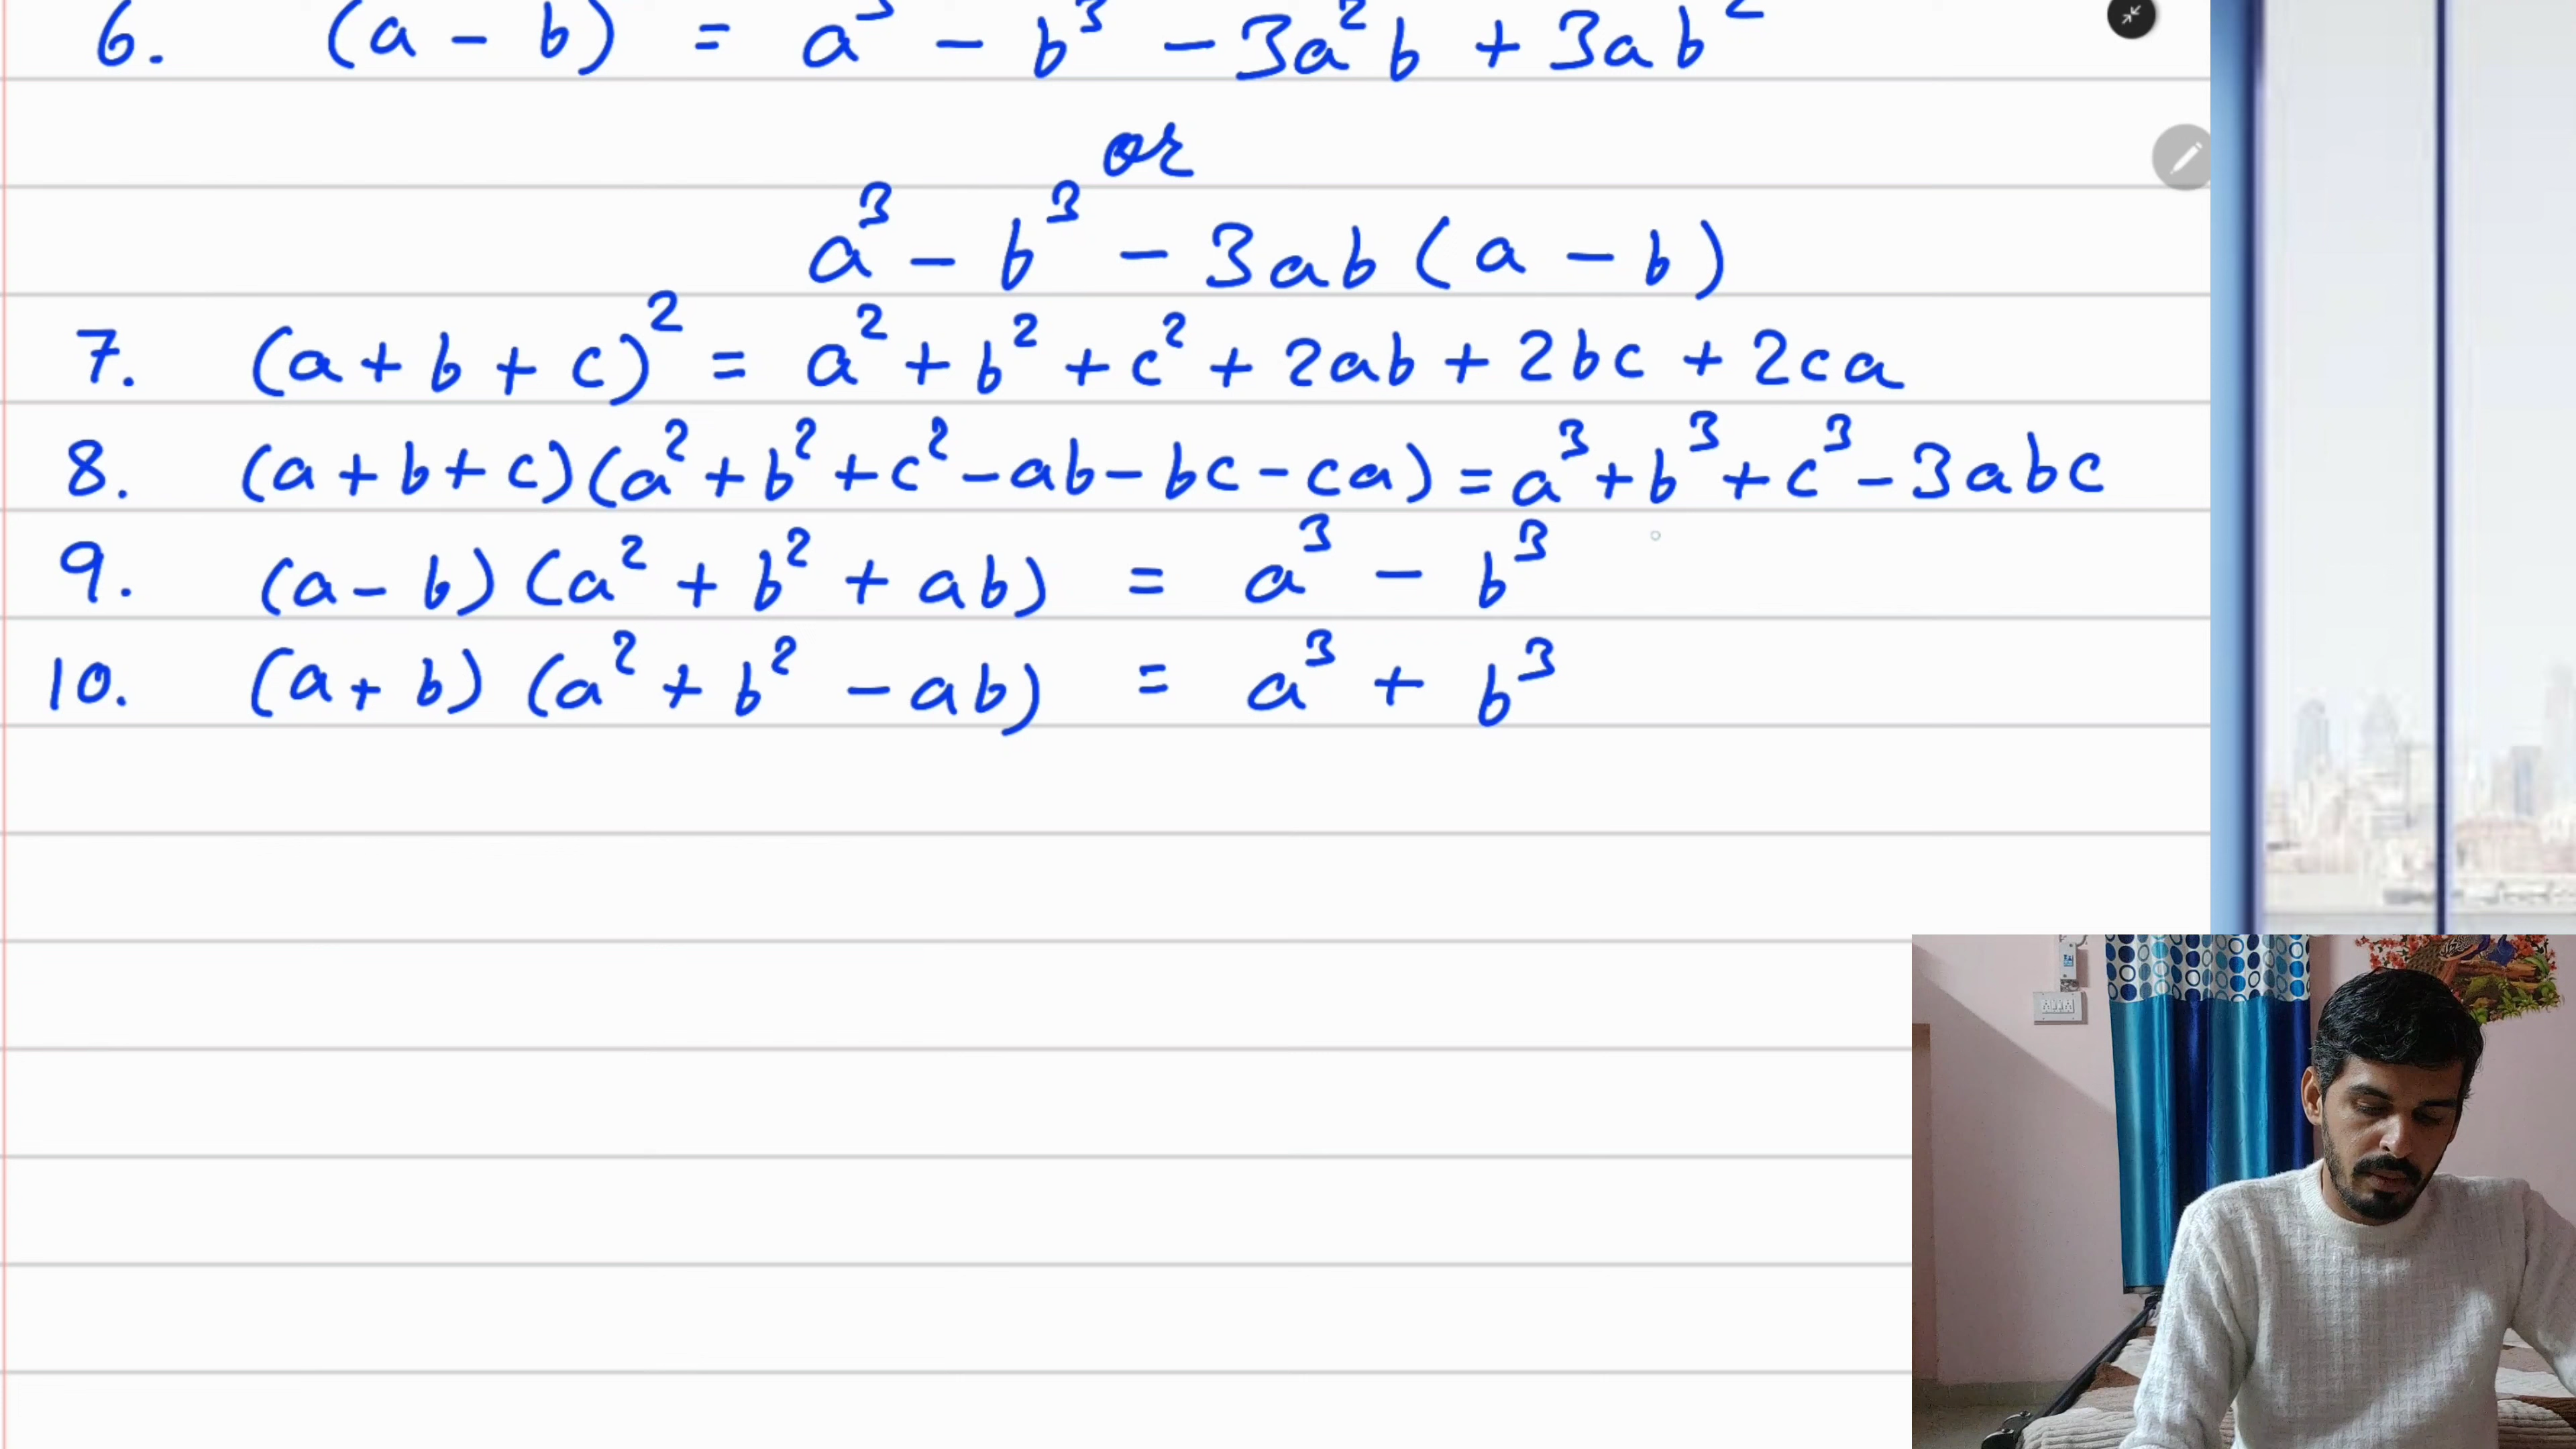 6. (a - b) = a³ - b³ - 3a²b + 3ab²
or
a³ - b³ - 3ab(a - b)
7. (a + b + c)² = a² + b² + c² + 2ab + 2bc + 2ca
8. (a + b + c)(a² + b² + c² - ab - bc - ca) = a³ + b³ + c³ - 3abc
9. (a - b)(a² + b² + ab) = a³ - b³
10. (a + b)(a² + b² - ab) = a³ + b³